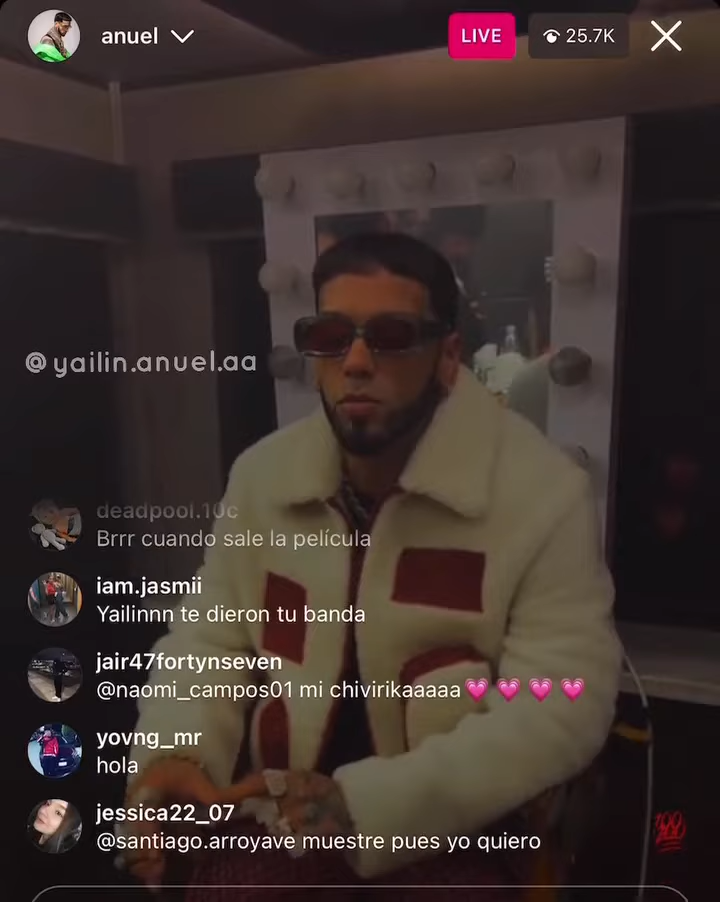 anuel
LIVE
25.7K
@yailin.anuel.aa
deadpool.10c
Brrr cuando sale la película
iam.jasmii
Yailinnn te dieron tu banda
jair47fortynseven
@naomi_campos01 mi chivirikaaaaa💗 💗 💗 💗
yovng_mr
hola
jessica22_07
@santiago.arroyave muestre pues yo quiero
💯